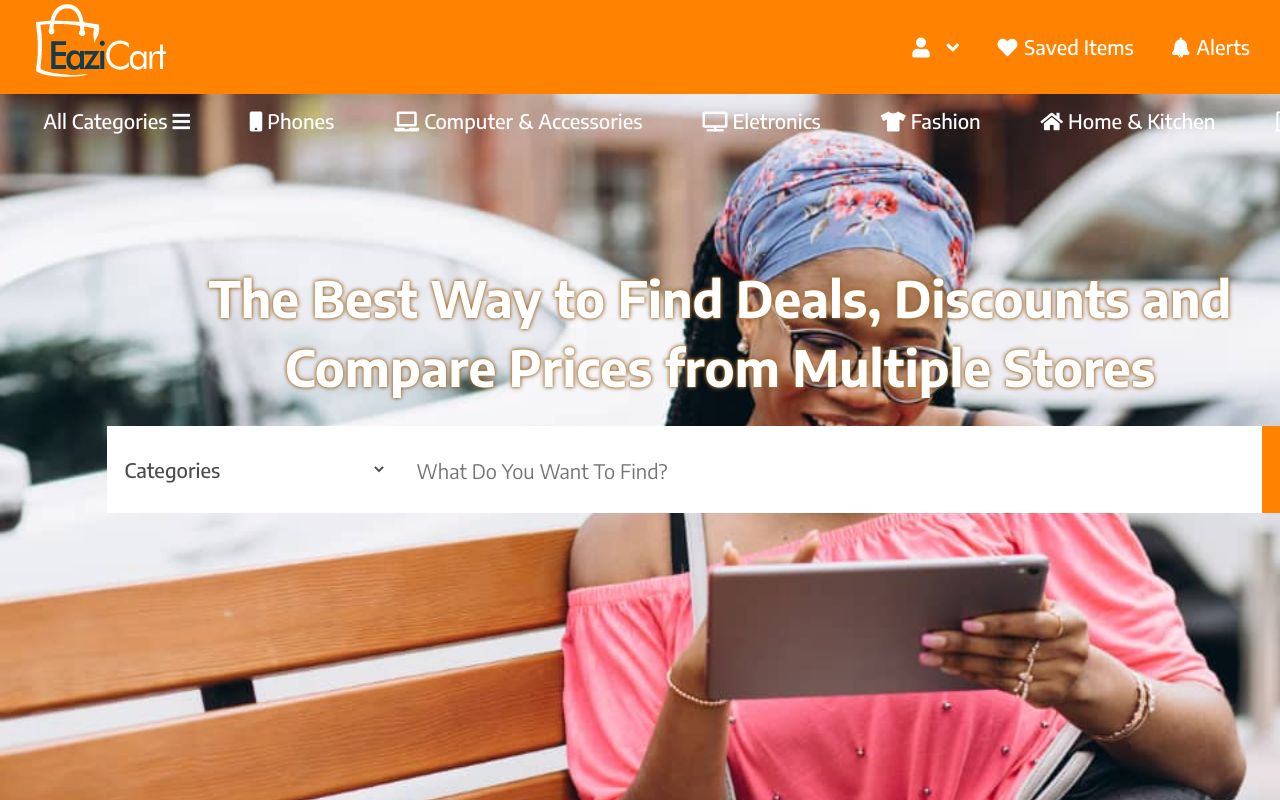 EaziCart
Saved Items
Alerts
All Categories
Phones
Computer & Accessories
Eletronics
Fashion
Home & Kitchen
The Best Way to Find Deals, Discounts and
Compare Prices from Multiple Stores
Categories
What Do You Want To Find?